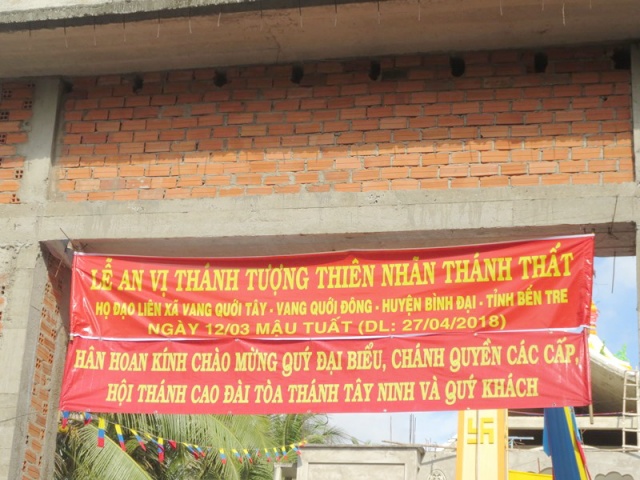 LỄ AN VỊ THÁNH TƯỢNG THIÊN NHÃN THÁNH THẤT
HỌ ĐẠO LIÊN XÃ VANG QUỚI TÂY - VANG QUỚI ĐÔNG - HUYỆN BÌNH ĐẠI - TỈNH BẾN TRE
NGÀY 12/03 MẬU TUẤT (DL: 27/04/2018)
HÂN HOAN KÍNH CHÀO MỪNG QUÝ ĐẠI BIỂU, CHÁNH QUYỀN CÁC CẤP,
HỘI THÁNH CAO ĐÀI TÒA THÁNH TÂY NINH VÀ QUÝ KHÁCH